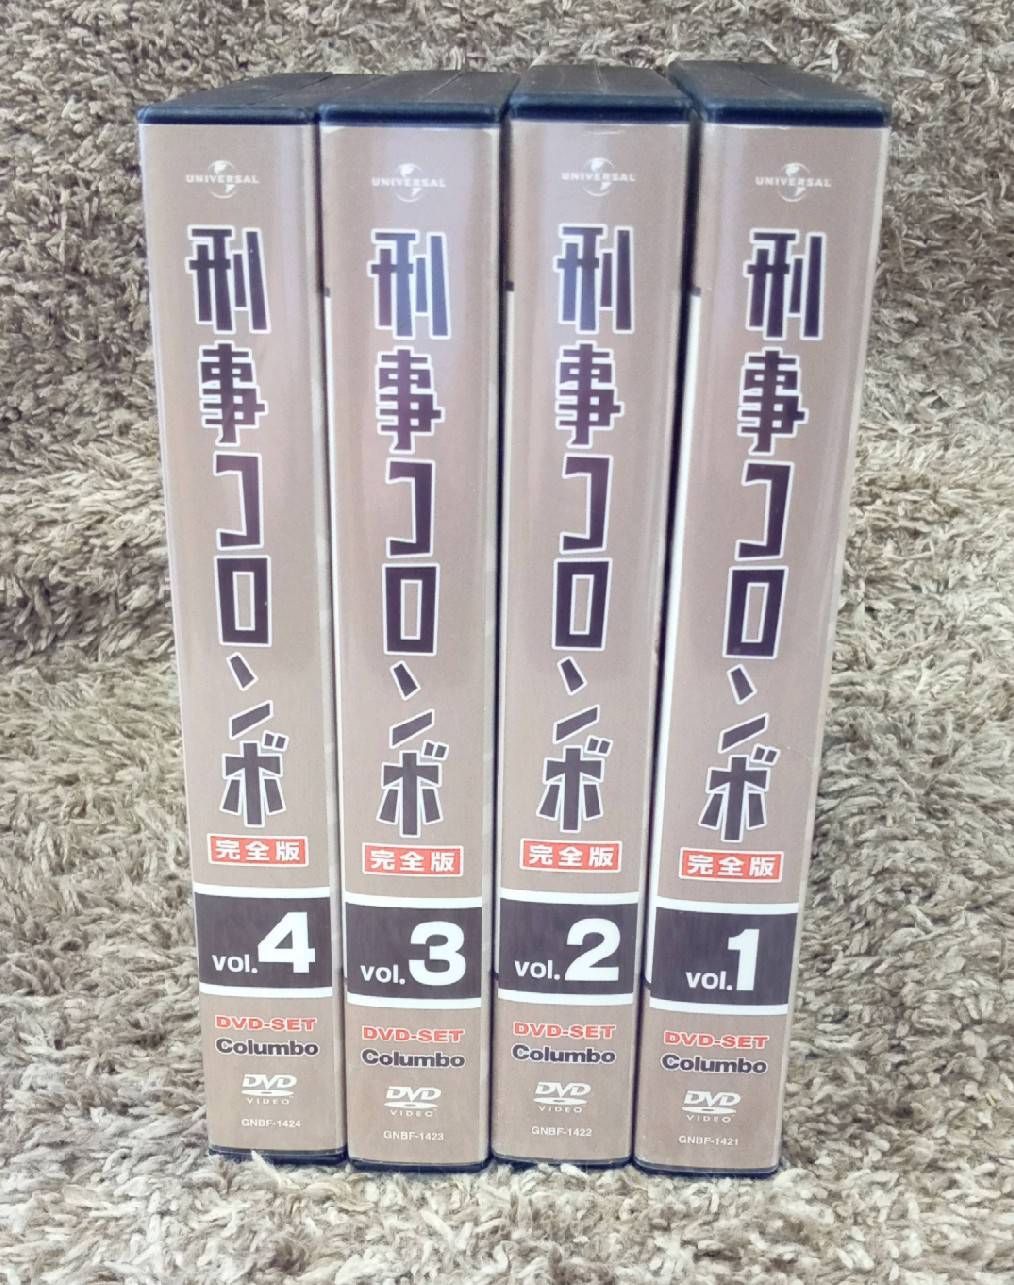 UNIVERSAL
刑事コロンボ
完全版
vol.4
DVD-SET
Columbo
DVD
VIDEO
GNBF-1424
UNIVERSAL
刑事コロンボ
完全版
vol.3
DVD-SET
Columbo
DVD
VIDEO
GNBF-1423
UNIVERSAL
刑事コロンボ
完全版
vol.2
DVD-SET
Columbo
DVD
VIDEO
GNBF-1422
UNIVERSAL
刑事コロンボ
完全版
vol.1
DVD-SET
Columbo
DVD
VIDEO
GNBF-1421